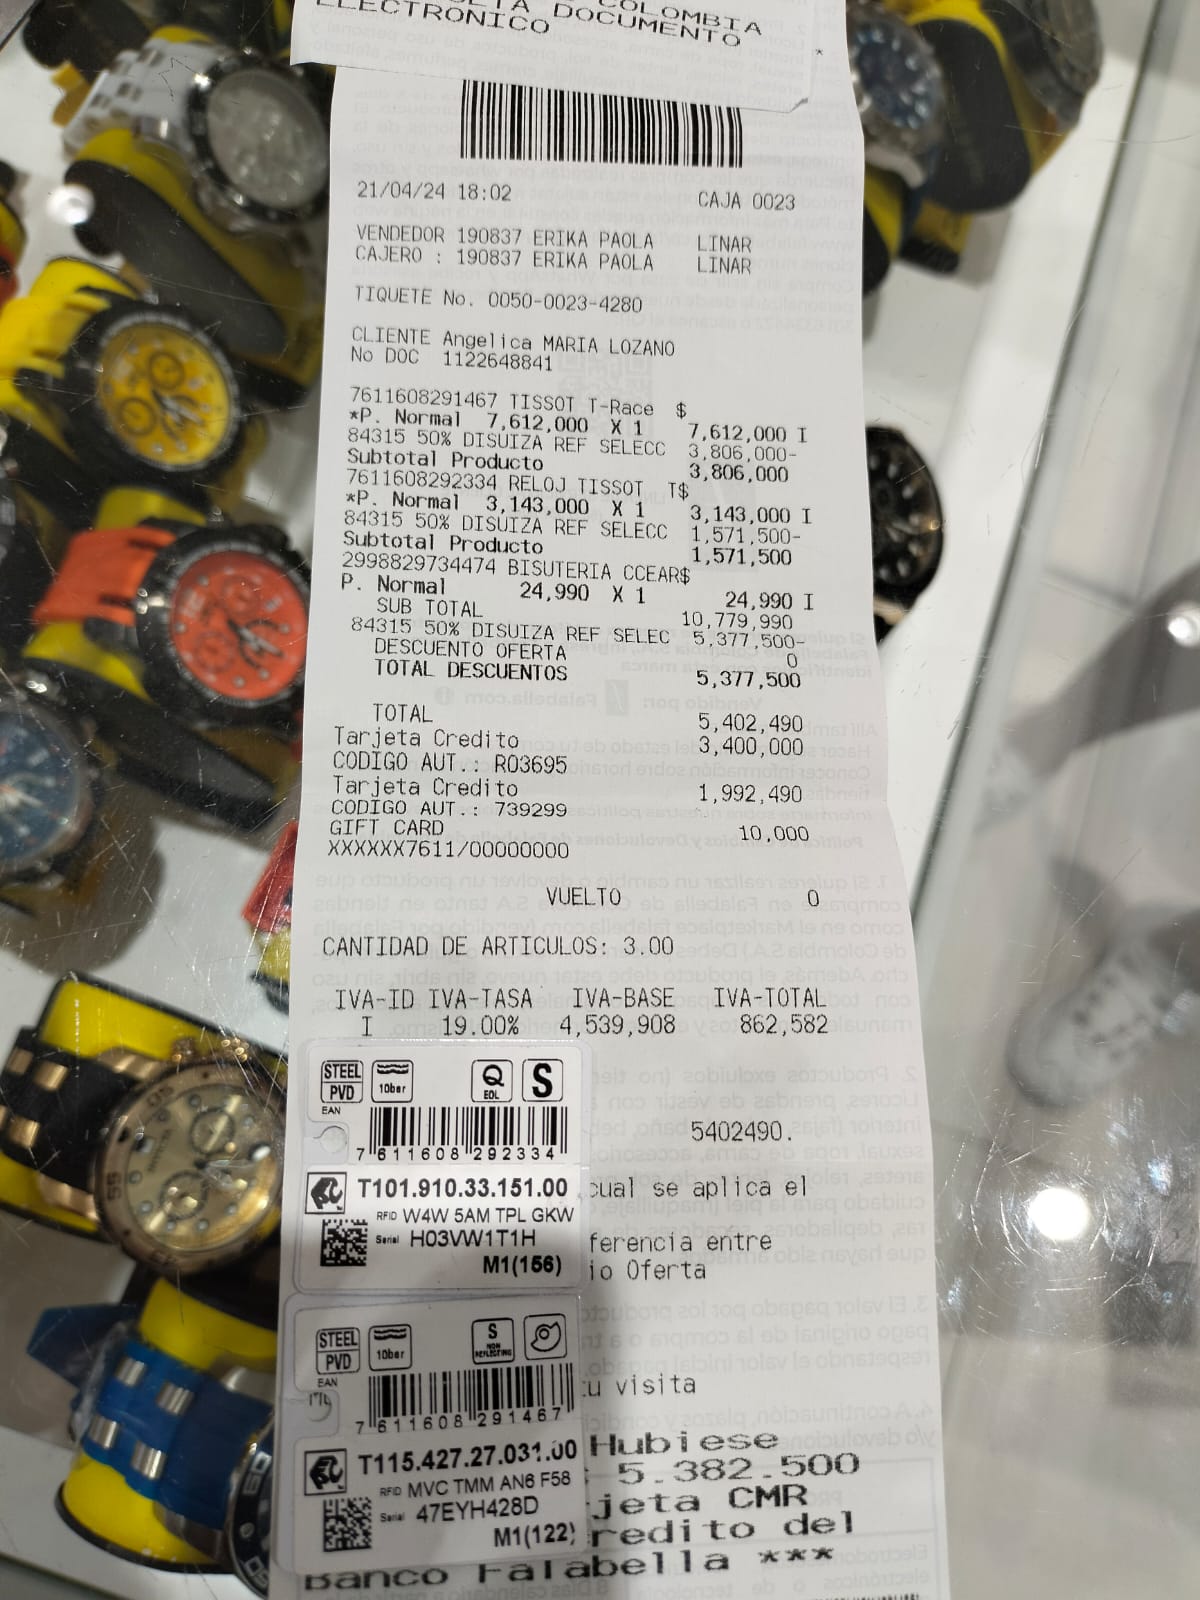 COLOMBIA
DOCUMENTO
ELECTRONICO
*
21/04/24 18:02 CAJA 0023
VENDEDOR 190837 ERIKA PAOLA LINAR
CAJERO : 190837 ERIKA PAOLA LINAR
TIQUETE No. 0050-0023-4280
CLIENTE Angelica MARIA LOZANO
No DOC 1122648841
7611608291467 TISSOT T-Race $
*P. Normal 7,612,000 X 1 7,612,000 I
84315 50% DISUIZA REF SELECC 3,806,000-
Subtotal Producto 3,806,000
7611608292334 RELOJ TISSOT T$
*P. Normal 3,143,000 X 1 3,143,000 I
84315 50% DISUIZA REF SELECC 1,571,500-
Subtotal Producto 1,571,500
2998829734474 BISUTERIA CCEAR$
P. Normal 24,990 X 1 24,990 I
SUB TOTAL 10,779,990
84315 50% DISUIZA REF SELEC 5,377,500-
DESCUENTO OFERTA 0
TOTAL DESCUENTOS 5,377,500
TOTAL 5,402,490
Tarjeta Credito 3,400,000
CODIGO AUT.: R03695
Tarjeta Credito 1,992,490
CODIGO AUT.: 739299
GIFT CARD 10,000
XXXXXX7611/00000000
VUELTO 0
CANTIDAD DE ARTICULOS: 3.00
IVA-ID IVA-TASA IVA-BASE IVA-TOTAL
I 19.00% 4,539,908 862,582
5402490.
cual se aplica el
ferencia entre
io Oferta
tu visita
Hubiese
5.382.500
jeta CMR
redito del
Banco Falabella ***
STEEL PVD 10bar Q EOL S
EAN
7 611608 292334
T101.910.33.151.00
RFID W4W 5AM TPL GKW
Serial H03VW1T1H
M1(156)
STEEL PVD 10bar S NON REFLECTING
EAN
7 611608 291467
T115.427.27.031.00
RFID MVC TMM AN6 F58
Serial 47EYH428D
M1(122)